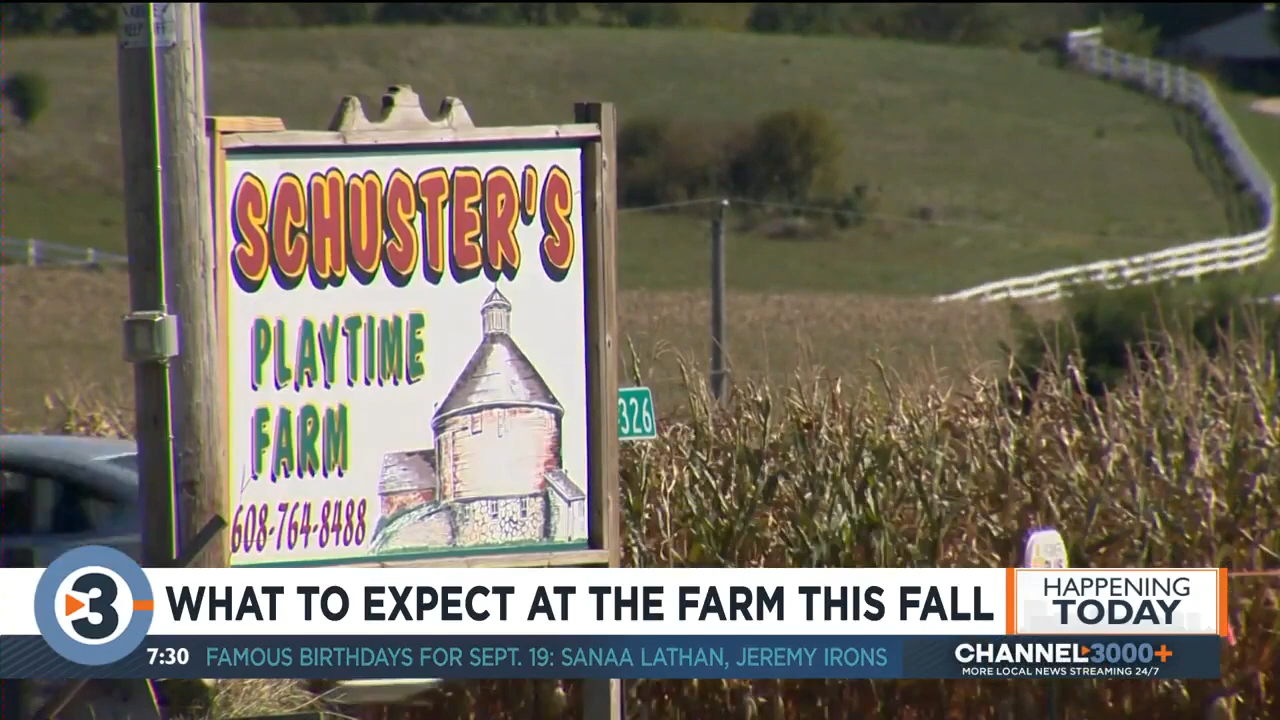 SCHUSTER'S
PLAYTIME
FARM
608-764-8488
326
3
WHAT TO EXPECT AT THE FARM THIS FALL
HAPPENING
TODAY
7:30 FAMOUS BIRTHDAYS FOR SEPT. 19: SANAA LATHAN, JEREMY IRONS
CHANNEL3000+
MORE LOCAL NEWS STREAMING 24/7